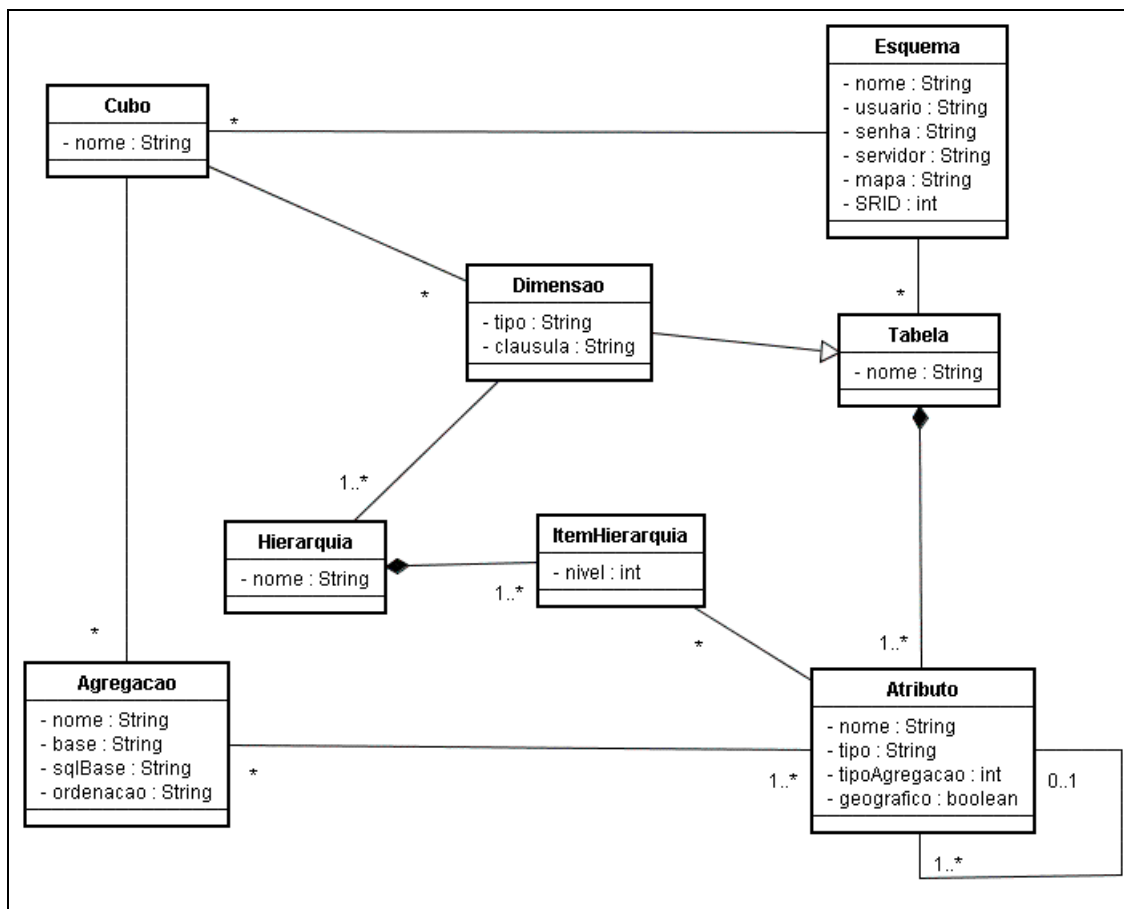 Esquema
- nome : String
- usuario : String
- senha : String
- servidor : String
- mapa : String
- SRID : int
Cubo
- nome : String
*
*
Dimensao
- tipo : String
- clausula : String
*
Tabela
- nome : String
1..*
Hierarquia
- nome : String
1..*
ItemHierarquia
- nivel : int
*
1..*
*
Agregacao
- nome : String
- base : String
- sqlBase : String
- ordenacao : String
*
1..*
Atributo
- nome : String
- tipo : String
- tipoAgregacao : int
- geografico : boolean
0..1
1..*